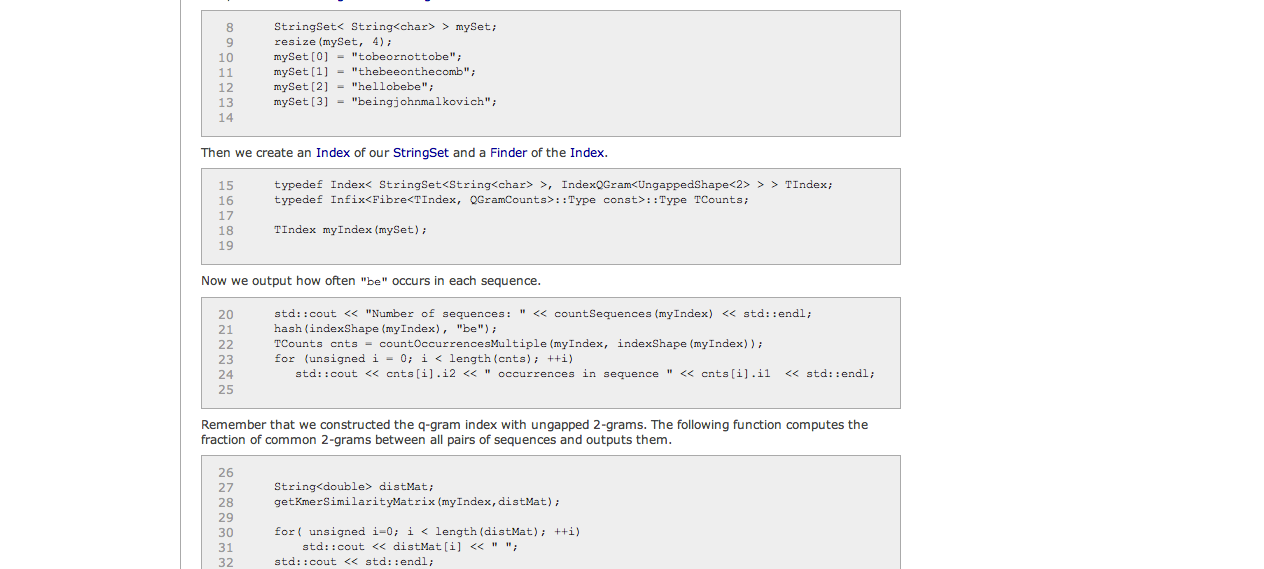 8 StringSet< String<char> > mySet;
9 resize(mySet, 4);
10 mySet[0] = "tobeornottobe";
11 mySet[1] = "thebeeonthecomb";
12 mySet[2] = "hellobebe";
13 mySet[3] = "beingjohnmalkovich";
14
Then we create an Index of our StringSet and a Finder of the Index.
15 typedef Index< StringSet<String<char> >, IndexQGram<UngappedShape<2> > > TIndex;
16 typedef Infix<Fibre<TIndex, QGramCounts>::Type const>::Type TCounts;
17
18 TIndex myIndex(mySet);
19
Now we output how often "be" occurs in each sequence.
20 std::cout << "Number of sequences: " << countSequences(myIndex) << std::endl;
21 hash(indexShape(myIndex), "be");
22 TCounts cnts = countOccurrencesMultiple(myIndex, indexShape(myIndex));
23 for (unsigned i = 0; i < length(cnts); ++i)
24 std::cout << cnts[i].i2 << " occurrences in sequence " << cnts[i].i1 << std::endl;
25
Remember that we constructed the q-gram index with ungapped 2-grams. The following function computes the
fraction of common 2-grams between all pairs of sequences and outputs them.
26
27 String<double> distMat;
28 getKmerSimilarityMatrix(myIndex,distMat);
29
30 for( unsigned i=0; i < length(distMat); ++i)
31 std::cout << distMat[i] << " ";
32 std::cout << std::endl;